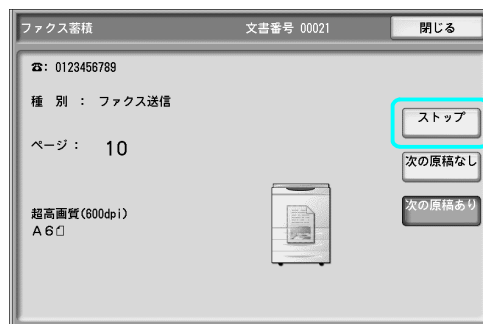 ファクス蓄積 文書番号 00021 閉じる
☎: 0123456789
種 別 : ファクス送信
ストップ
ページ: 10
次の原稿なし
次の原稿あり
超高画質(600dpi)
A6